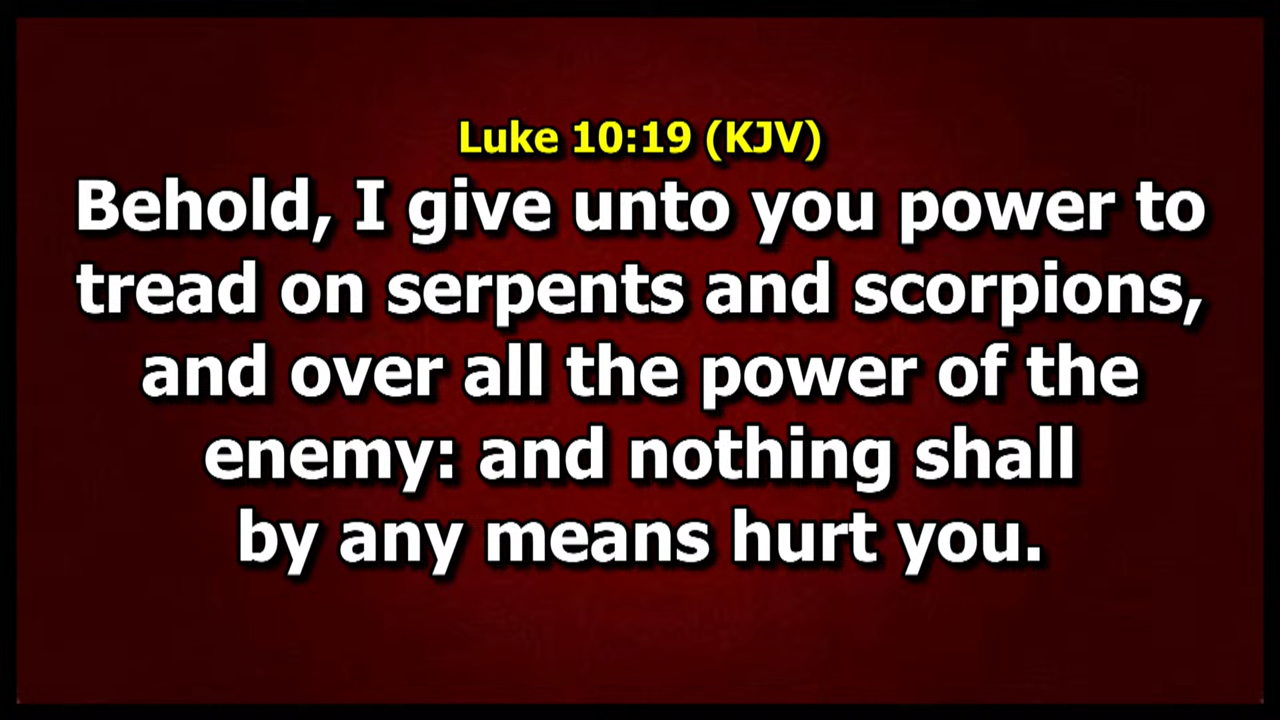 Luke 10:19 (KJV)
Behold, I give unto you power to
tread on serpents and scorpions,
and over all the power of the
enemy: and nothing shall
by any means hurt you.